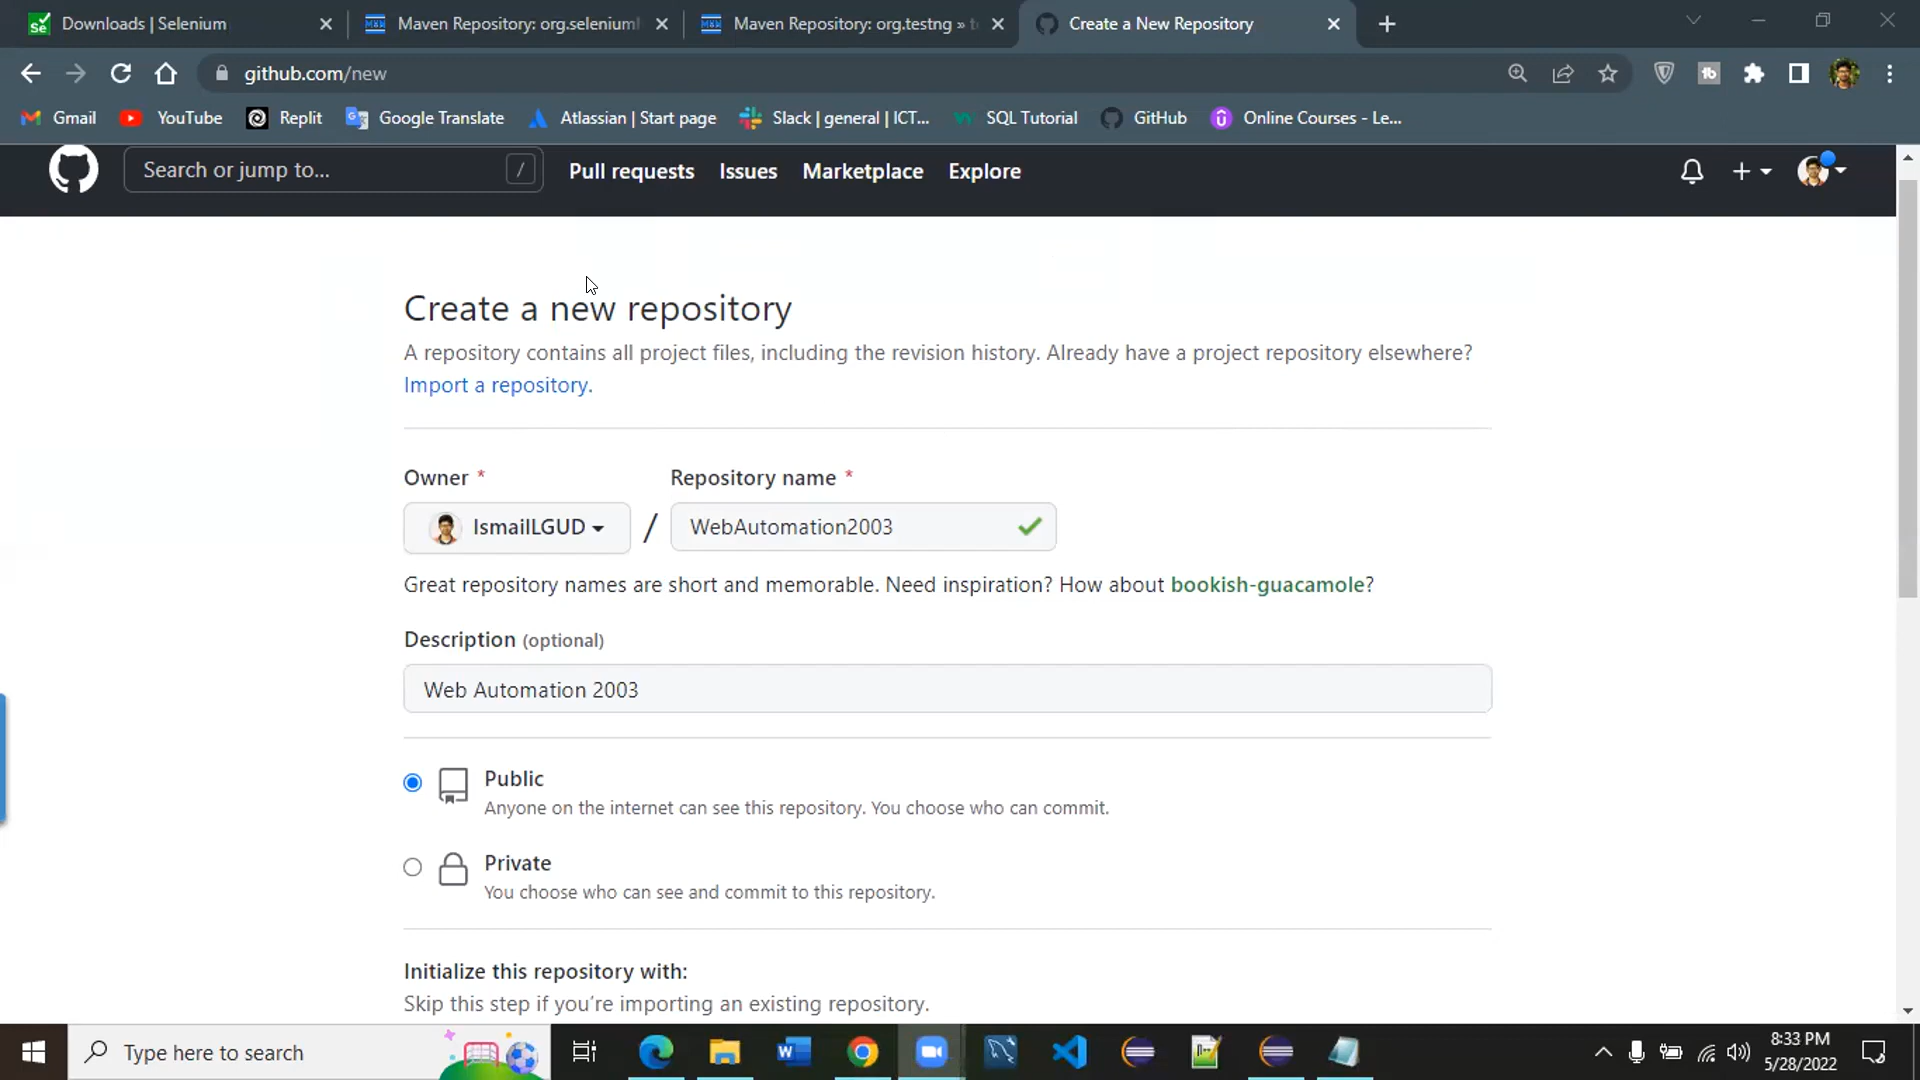 Downloads | Selenium
Maven Repository: org.selenium
Maven Repository: org.testng » t
Create a New Repository
github.com/new
Gmail
YouTube
Replit
Google Translate
Atlassian | Start page
Slack | general | ICT...
SQL Tutorial
GitHub
Online Courses - Le...
Search or jump to...
/
Pull requests
Issues
Marketplace
Explore
Create a new repository
A repository contains all project files, including the revision history. Already have a project repository elsewhere?
Import a repository.
Owner *
Repository name *
IsmailLGUD
/
WebAutomation2003
Great repository names are short and memorable. Need inspiration? How about bookish-guacamole?
Description (optional)
Web Automation 2003
Public
Anyone on the internet can see this repository. You choose who can commit.
Private
You choose who can see and commit to this repository.
Initialize this repository with:
Skip this step if you're importing an existing repository.
Type here to search
8:33 PM
5/28/2022